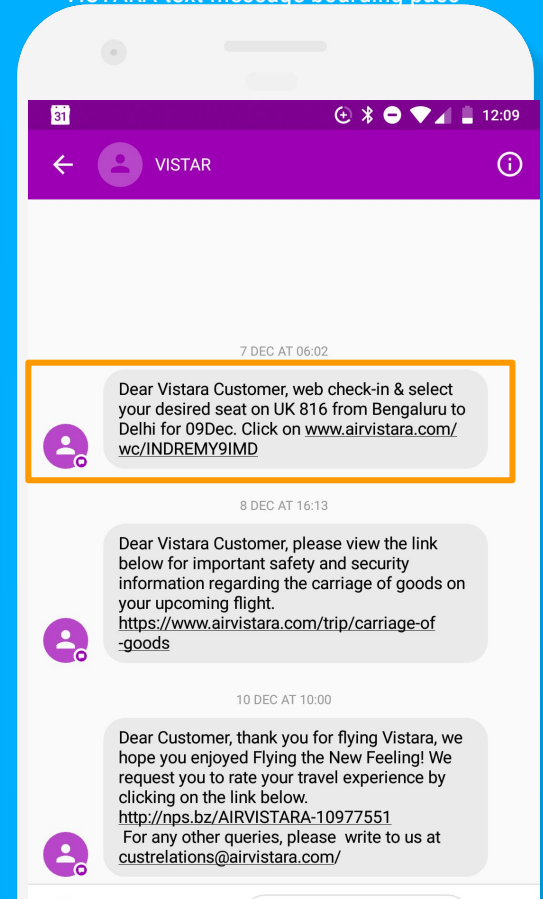 VISTARA text message boarding pass
31
12:09
VISTAR
7 DEC AT 06:02
Dear Vistara Customer, web check-in & select
your desired seat on UK 816 from Bengaluru to
Delhi for 09Dec. Click on www.airvistara.com/
wc/INDREMY9IMD
8 DEC AT 16:13
Dear Vistara Customer, please view the link
below for important safety and security
information regarding the carriage of goods on
your upcoming flight.
https://www.airvistara.com/trip/carriage-of
-goods
10 DEC AT 10:00
Dear Customer, thank you for flying Vistara, we
hope you enjoyed Flying the New Feeling! We
request you to rate your travel experience by
clicking on the link below.
http://nps.bz/AIRVISTARA-10977551
For any other queries, please  write to us at
custrelations@airvistara.com/